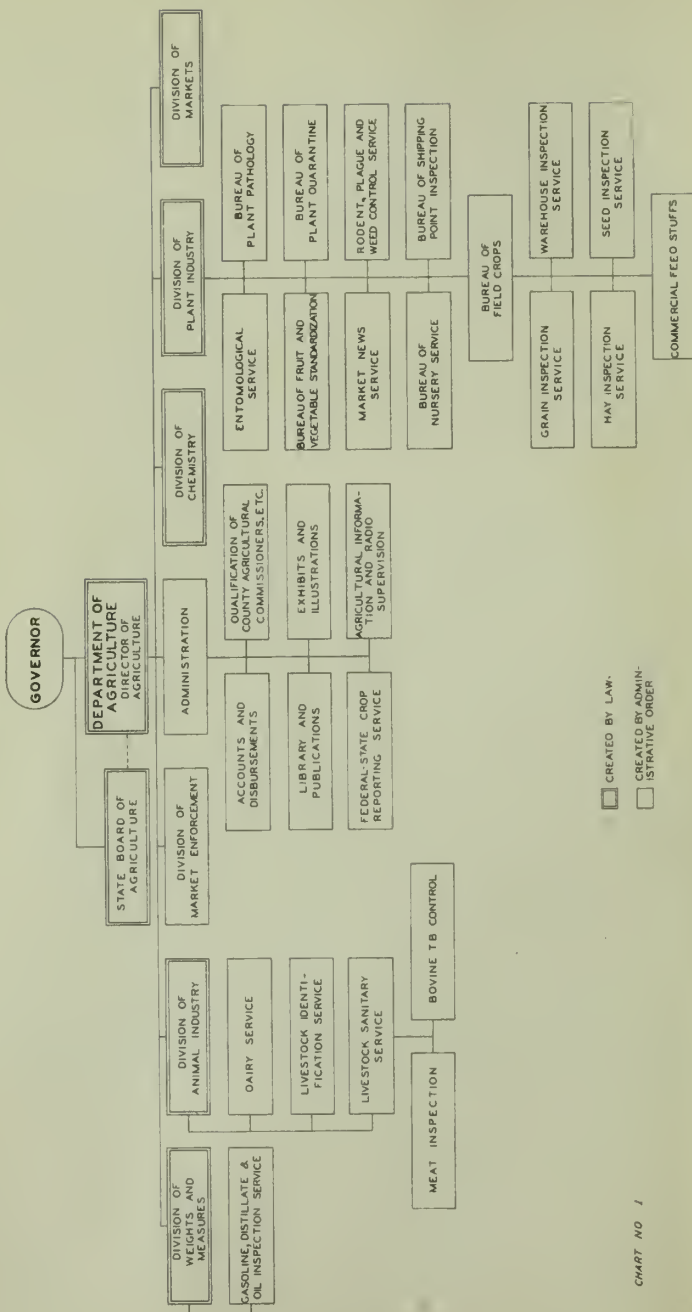 GOVERNOR
STATE BOARD OF
AGRICULTURE
DEPARTMENT OF
AGRICULTURE
DIRECTOR OF
AGRICULTURE
DIVISION OF
WEIGHTS AND
MEASURES
DIVISION OF
ANIMAL INDUSTRY
DIVISION OF
MARKET ENFORCEMENT
ADMINISTRATION
DIVISION OF
CHEMISTRY
DIVISION OF
PLANT INDUSTRY
DIVISION OF
MARKETS
GASOLINE, DISTILLATE &
OIL INSPECTION SERVICE
DAIRY SERVICE
LIVESTOCK IDENTI-
FICATION SERVICE
LIVESTOCK SANITARY
SERVICE
MEAT INSPECTION
BOVINE TB CONTROL
ACCOUNTS AND
DISBURSEMENTS
QUALIFICATION OF
COUNTY AGRICULTURAL
COMMISSIONERS, ETC.
LIBRARY AND
PUBLICATIONS
EXHIBITS AND
ILLUSTRATIONS
FEDERAL-STATE CROP
REPORTING SERVICE
AGRICULTURAL INFORMA-
TION AND RADIO
SUPERVISION
ENTOMOLOGICAL
SERVICE
BUREAU OF
PLANT PATHOLOGY
BUREAU OF FRUIT AND
VEGETABLE STANDARDIZATION
BUREAU OF
PLANT QUARANTINE
MARKET NEWS
SERVICE
RODENT, PLAGUE AND
WEED CONTROL SERVICE
BUREAU OF
NURSERY SERVICE
BUREAU OF SHIPPING
POINT INSPECTION
BUREAU OF
FIELD CROPS
GRAIN INSPECTION
SERVICE
WAREHOUSE INSPECTION
SERVICE
HAY INSPECTION
SERVICE
SEED INSPECTION
SERVICE
COMMERCIAL FEED STUFFS
CREATED BY LAW-
CREATED BY ADMIN-
ISTRATIVE ORDER
CHART NO 1